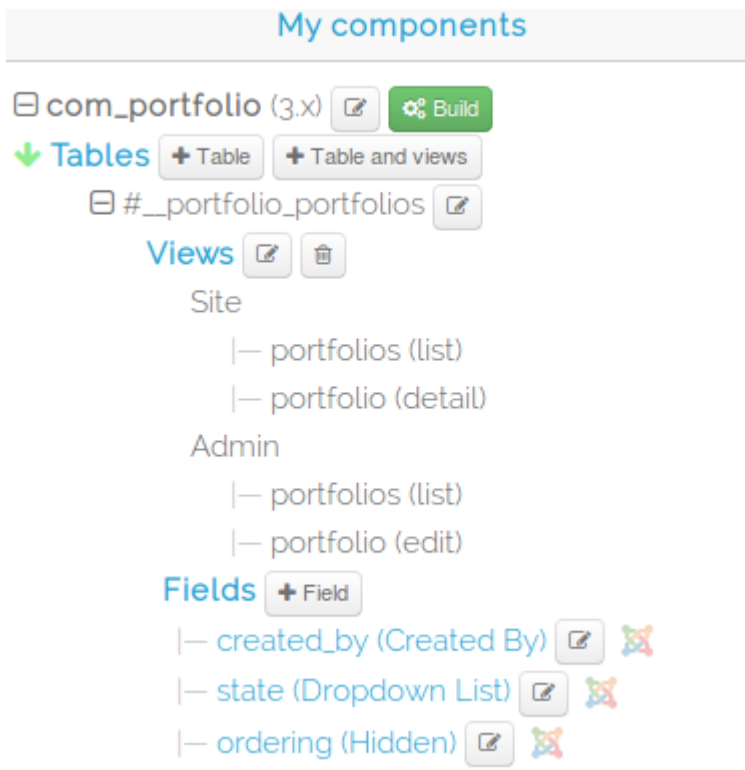 My components
com_portfolio (3.x) Build
Tables + Table + Table and views
#__portfolio_portfolios
Views
Site
|— portfolios (list)
|— portfolio (detail)
Admin
|— portfolios (list)
|— portfolio (edit)
Fields + Field
|— created_by (Created By)
|— state (Dropdown List)
|— ordering (Hidden)